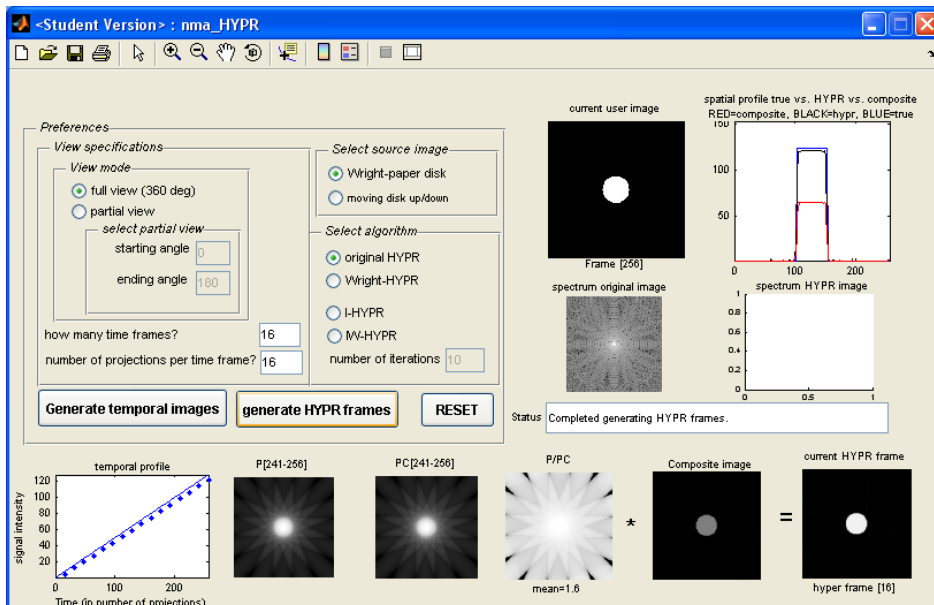 <Student Version> : nma_HYPR
Preferences
View specifications
View mode
full view (360 deg)
partial view
select partial view
starting angle 0
ending angle 180
how many time frames? 16
number of projections per time frame? 16
Select source image
Wright-paper disk
moving disk up/down
Select algorithm
original HYPR
Wright-HYPR
I-HYPR
IW-HYPR
number of iterations 10
Generate temporal images
generate HYPR frames
RESET
current user image
Frame [256]
spatial profile true vs. HYPR vs. composite
RED=composite, BLACK=hypr, BLUE=true
150
100
50
0 100 200
spectrum original image
spectrum HYPR image
1
0.8
0.6
0.4
0.2
0
0 0.5 1
Status Completed generating HYPR frames.
temporal profile
signal intensity
120
100
80
60
40
20
0 100 200
Time (in number of projections)
P[241-256]
PC[241-256]
P/PC
mean=1.6
*
Composite image
=
current HYPR frame
hyper frame [16]